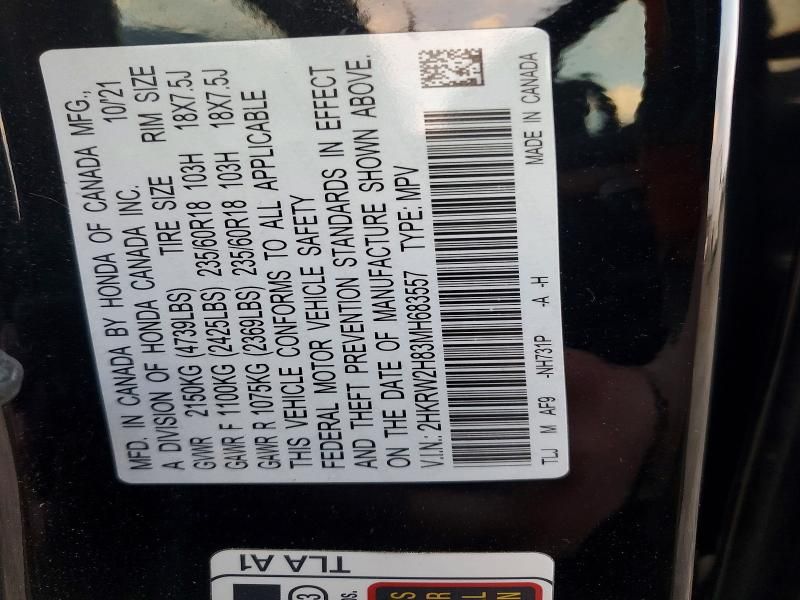 MFD. IN CANADA BY HONDA OF CANADA MFG.,
A DIVISION OF HONDA CANADA INC. 10/21
GVWR 2150KG (4739LBS) TIRE SIZE RIM SIZE
GAWR F 1100KG (2425LBS) 235/60R18 103H 18X7.5J
GAWR R 1075KG (2369LBS) 235/60R18 103H 18X7.5J
THIS VEHICLE CONFORMS TO ALL APPLICABLE
FEDERAL MOTOR VEHICLE SAFETY
AND THEFT PREVENTION STANDARDS IN EFFECT
ON THE DATE OF MANUFACTURE SHOWN ABOVE.
V.I.N.: 2HKRW2H83MH683557 TYPE: MPV
TLJ M AF9 -NH731P -A -H MADE IN CANADA
TLA A1